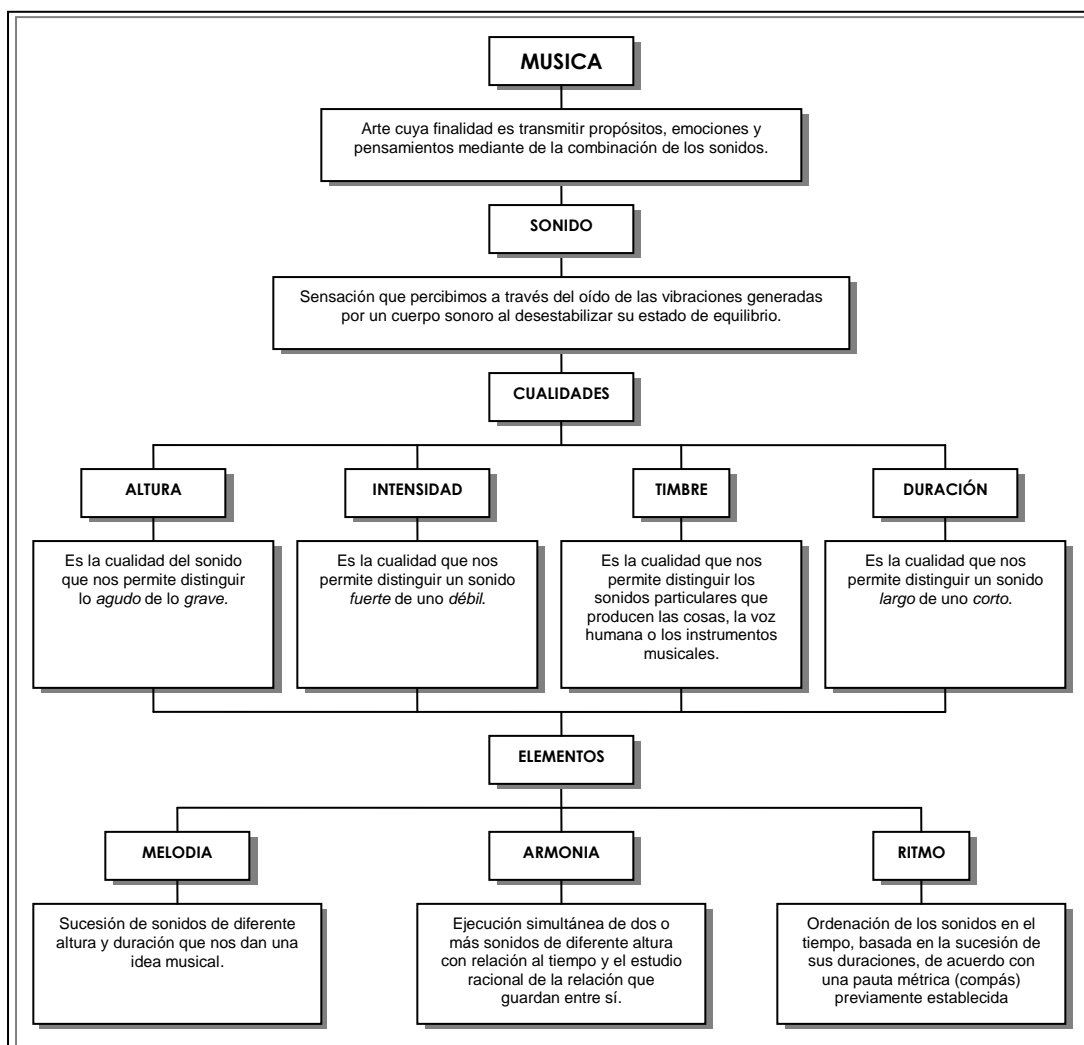 MUSICA
Arte cuya finalidad es transmitir propósitos, emociones y
pensamientos mediante de la combinación de los sonidos.
SONIDO
Sensación que percibimos a través del oído de las vibraciones generadas
por un cuerpo sonoro al desestabilizar su estado de equilibrio.
CUALIDADES
ALTURA
Es la cualidad del sonido
que nos permite distinguir
lo agudo de lo grave.
INTENSIDAD
Es la cualidad que nos
permite distinguir un sonido
fuerte de uno débil.
TIMBRE
Es la cualidad que nos
permite distinguir los
sonidos particulares que
producen las cosas, la voz
humana o los instrumentos
musicales.
DURACIÓN
Es la cualidad que nos
permite distinguir un sonido
largo de uno corto.
ELEMENTOS
MELODIA
Sucesión de sonidos de diferente
altura y duración que nos dan una
idea musical.
ARMONIA
Ejecución simultánea de dos o
más sonidos de diferente altura
con relación al tiempo y el estudio
racional de la relación que
guardan entre sí.
RITMO
Ordenación de los sonidos en el
tiempo, basada en la sucesión de
sus duraciones, de acuerdo con
una pauta métrica (compás)
previamente establecida